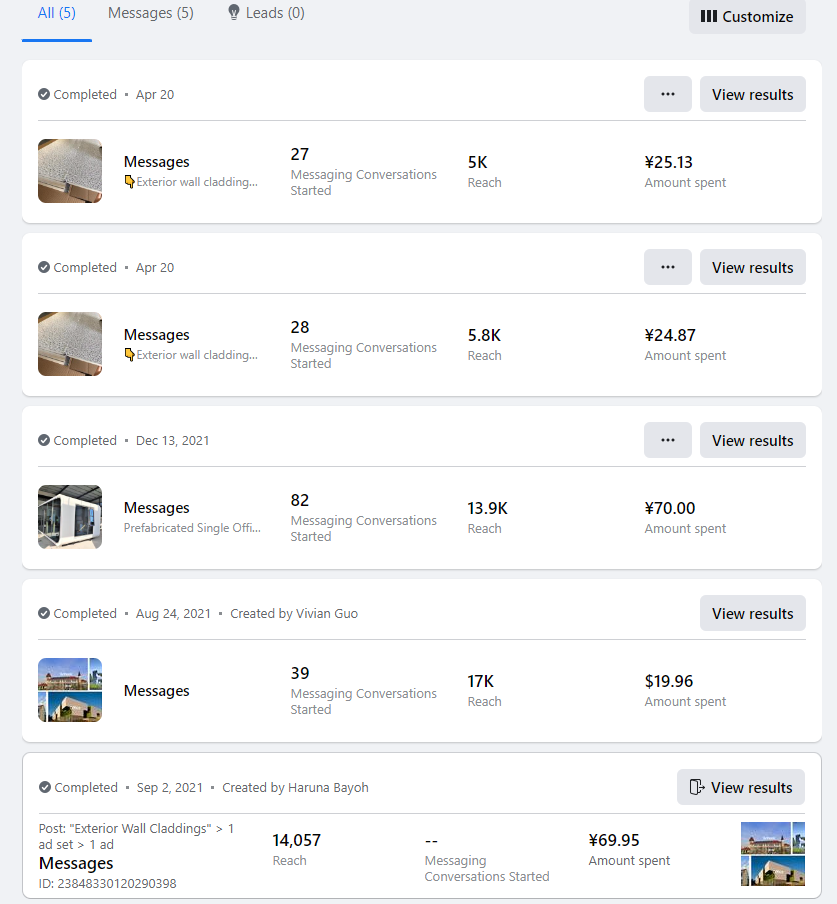 All (5) Messages (5) Leads (0) Customize
Completed • Apr 20 ... View results
Messages
Exterior wall cladding...
27
Messaging Conversations
Started
5K
Reach
¥25.13
Amount spent
Completed • Apr 20 ... View results
Messages
Exterior wall cladding...
28
Messaging Conversations
Started
5.8K
Reach
¥24.87
Amount spent
Completed • Dec 13, 2021 ... View results
Messages
Prefabricated Single Offi...
82
Messaging Conversations
Started
13.9K
Reach
¥70.00
Amount spent
Completed • Aug 24, 2021 • Created by Vivian Guo View results
Messages
39
Messaging Conversations
Started
17K
Reach
$19.96
Amount spent
Completed • Sep 2, 2021 • Created by Haruna Bayoh View results
Post: "Exterior Wall Claddings" > 1
ad set > 1 ad
Messages
ID: 23848330120290398
14,057
Reach
--
Messaging
Conversations Started
¥69.95
Amount spent